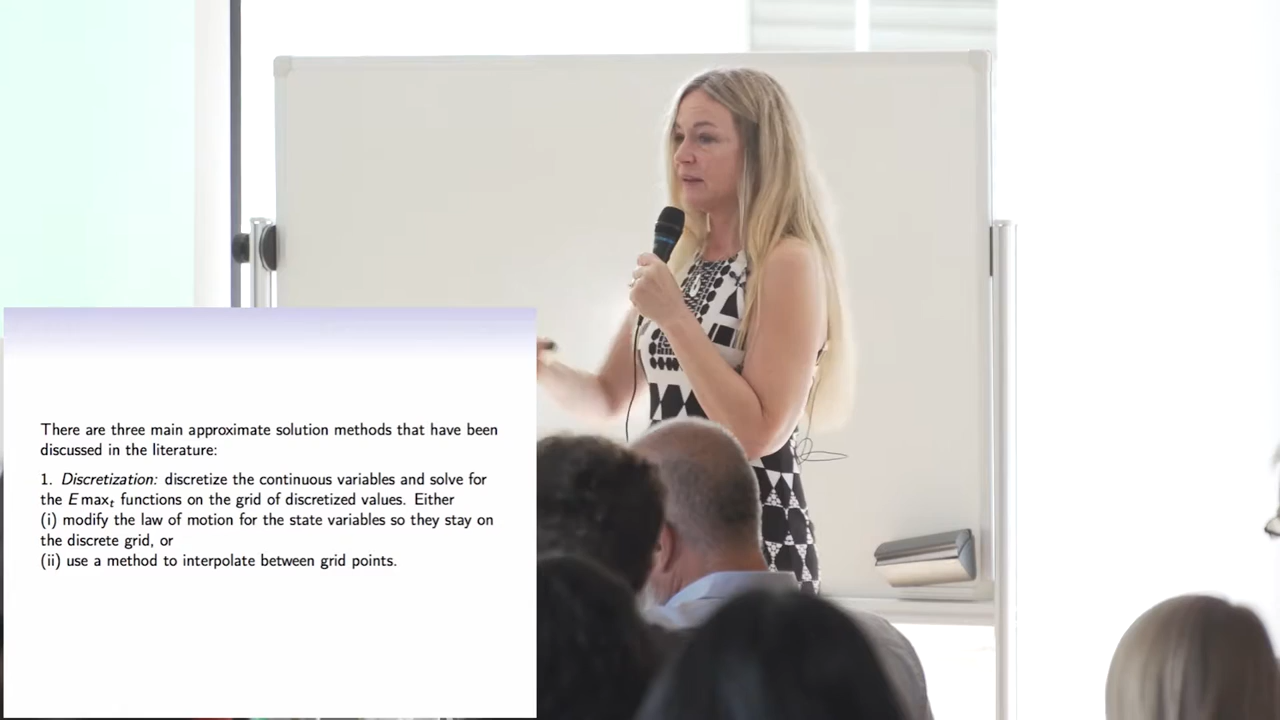 There are three main approximate solution methods that have been
discussed in the literature:
1. Discretization: discretize the continuous variables and solve for
the E maxₜ functions on the grid of discretized values. Either
(i) modify the law of motion for the state variables so they stay on
the discrete grid, or
(ii) use a method to interpolate between grid points.